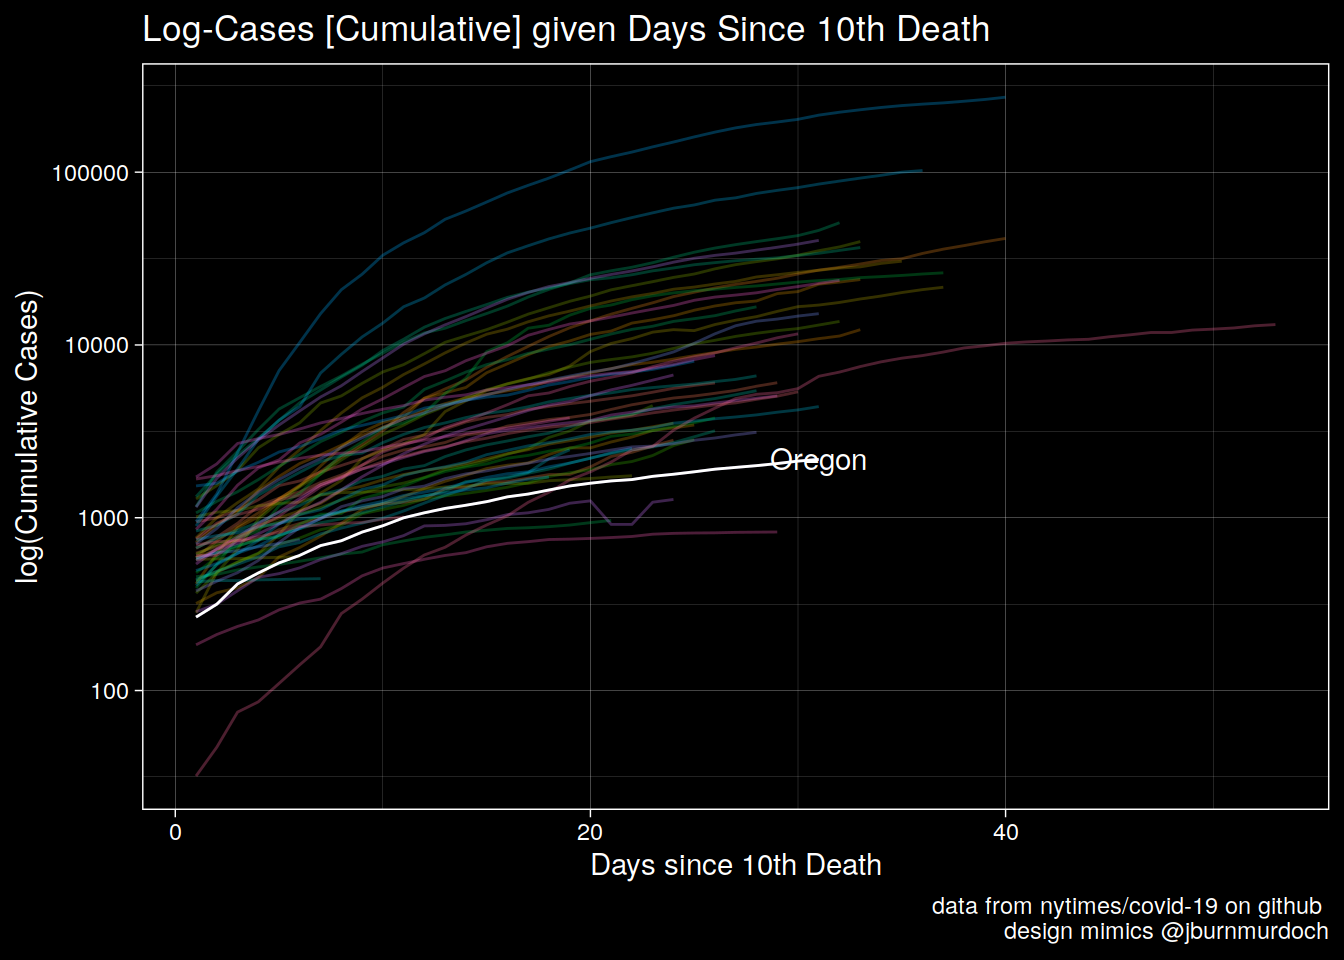 Log-Cases [Cumulative] given Days Since 10th Death
log(Cumulative Cases)
100000
10000
1000
100
Oregon
0 20 40
Days since 10th Death
data from nytimes/covid-19 on github
design mimics @jburnmurdoch